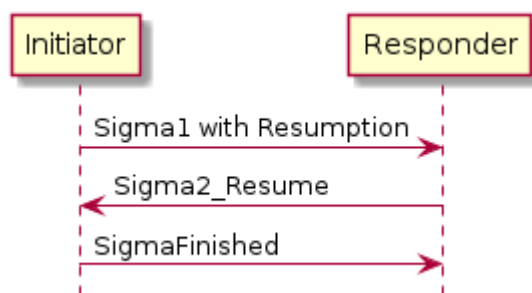 Initiator
Responder
Sigma1 with Resumption
Sigma2_Resume
SigmaFinished